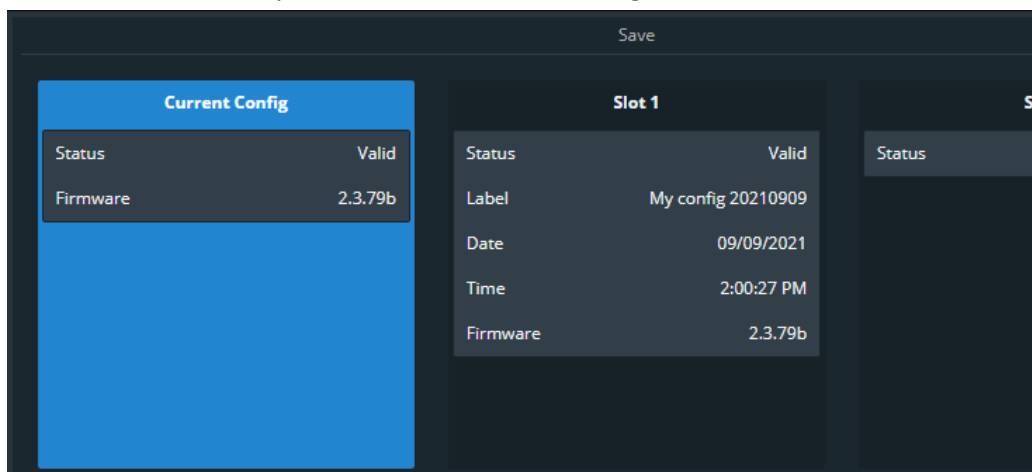 Save
Current Config
Status Valid
Firmware 2.3.79b
Slot 1
Status Valid
Label My config 20210909
Date 09/09/2021
Time 2:00:27 PM
Firmware 2.3.79b
Status